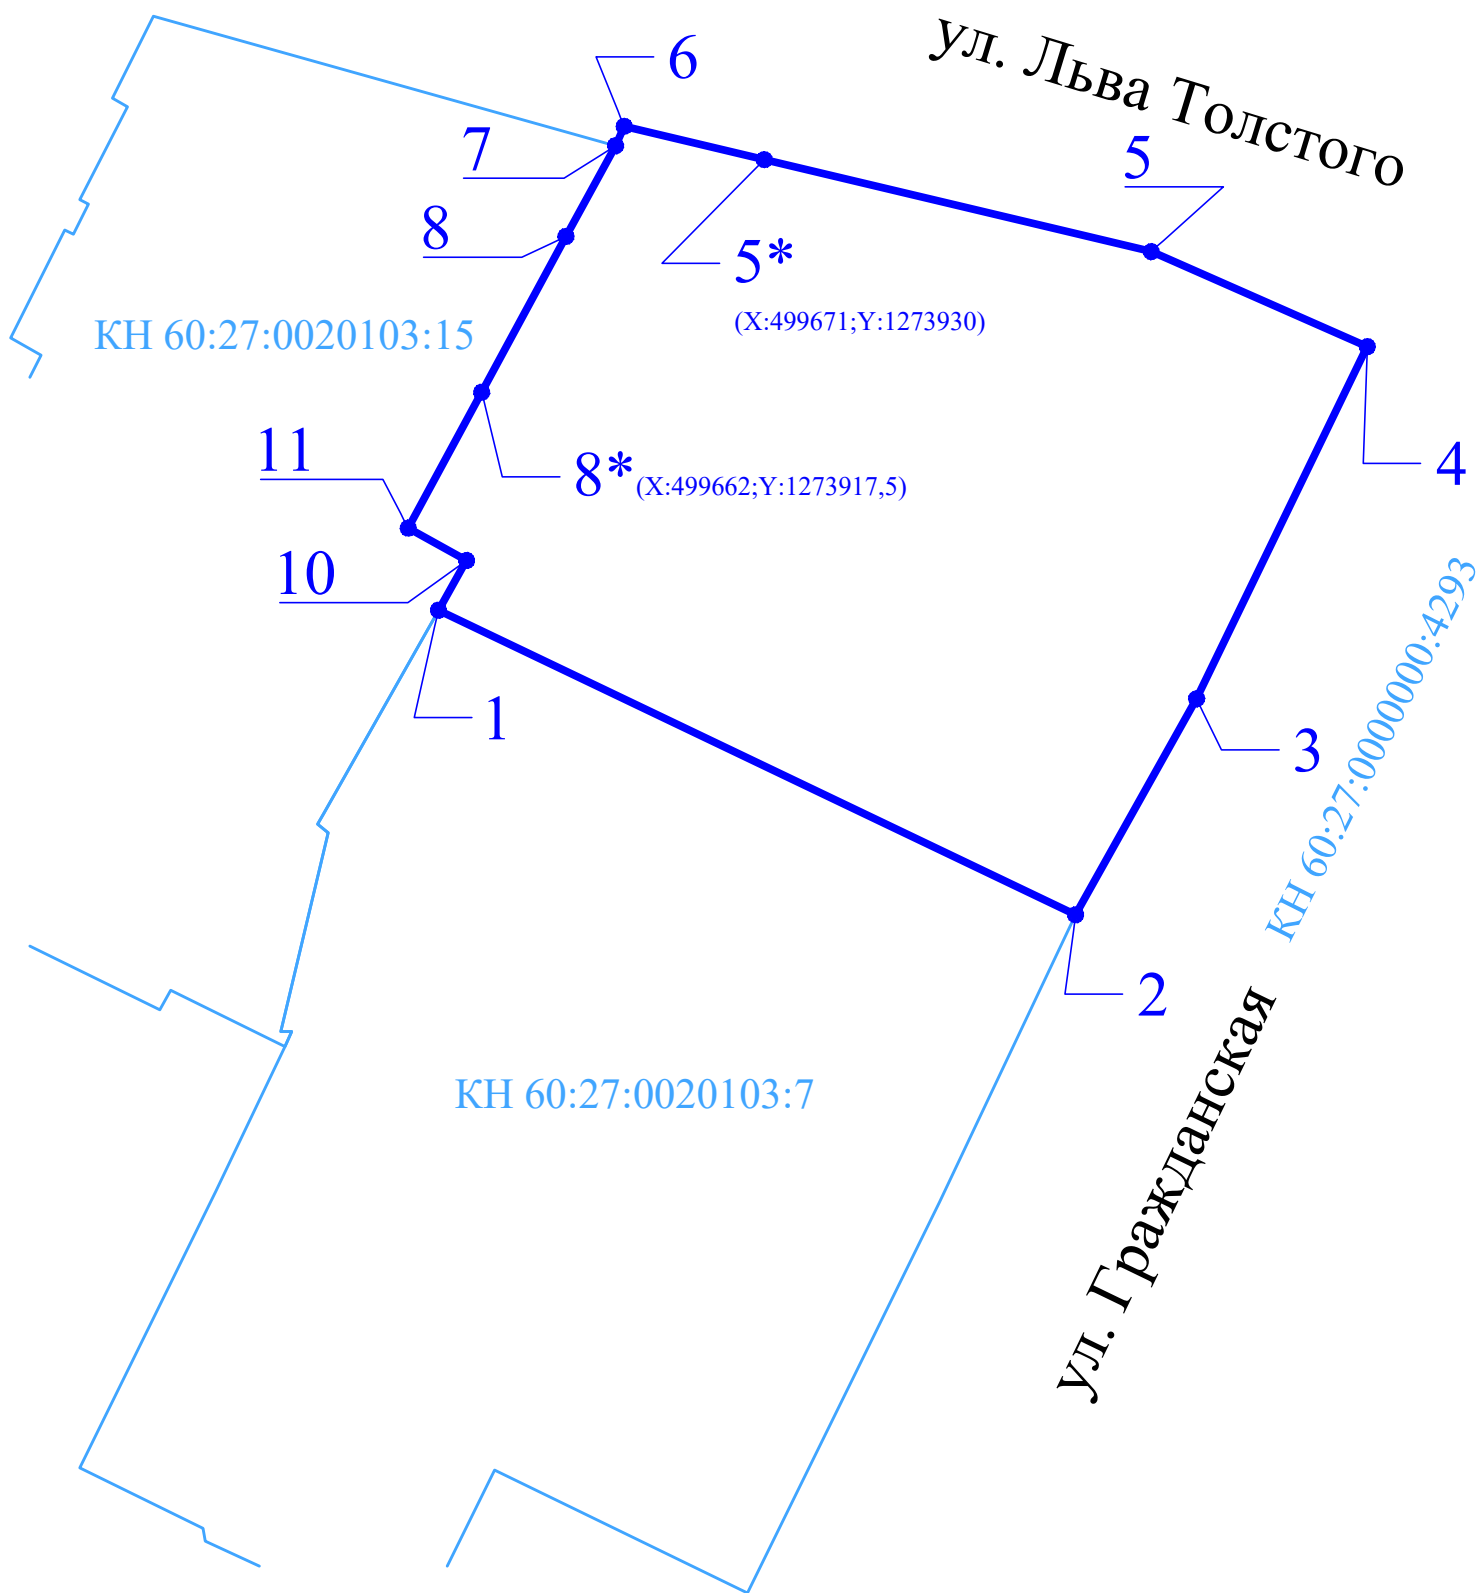 ул. Льва Толстого
6
7
5
8
5*
(X:499671;Y:1273930)
КН 60:27:0020103:15
4
11
8* (X:499662;Y:1273917,5)
10
1
3
КН 60:27:0000000:4293
2
ул. Гражданская
КН 60:27:0020103:7